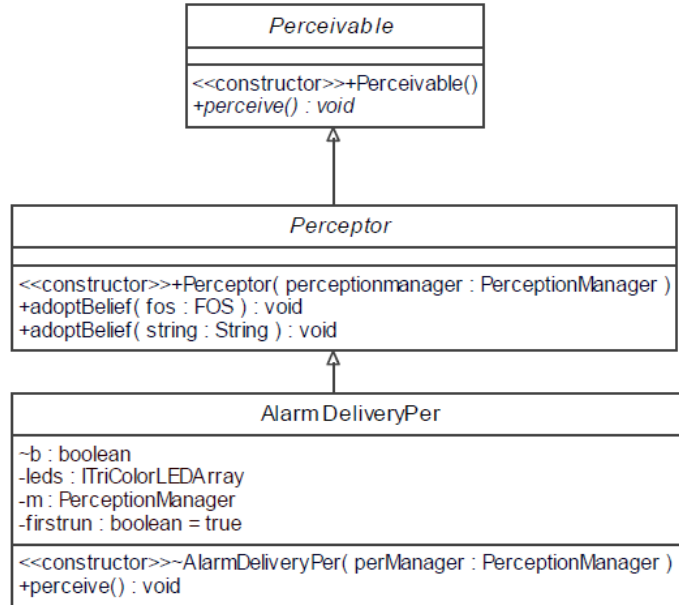 Perceivable
<<constructor>>+Perceivable()
+perceive() : void
Perceptor
<<constructor>>+Perceptor( perceptionmanager : PerceptionManager )
+adoptBelief( fos : FOS ) : void
+adoptBelief( string : String ) : void
AlarmDeliveryPer
~b : boolean
-leds : ITriColorLEDArray
-m : PerceptionManager
-firstrun : boolean = true
<<constructor>>~AlarmDeliveryPer( perManager : PerceptionManager )
+perceive() : void